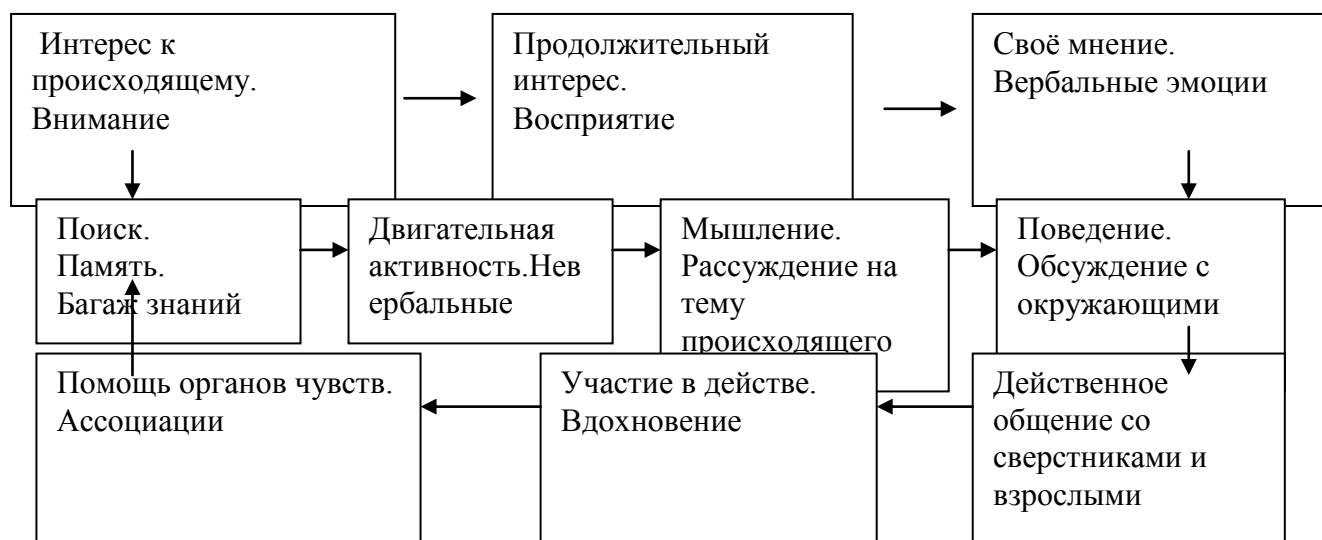 Интерес к
происходящему.
Внимание
Продолжительный
интерес.
Восприятие
Своё мнение.
Вербальные эмоции
Поиск.
Память.
Багаж знаний
Двигательная
активность.Нев
ербальные
Мышление.
Рассуждение на
тему
происходящего
Поведение.
Обсуждение с
окружающими
Помощь органов чувств.
Ассоциации
Участие в действе.
Вдохновение
Действенное
общение со
сверстниками и
взрослыми